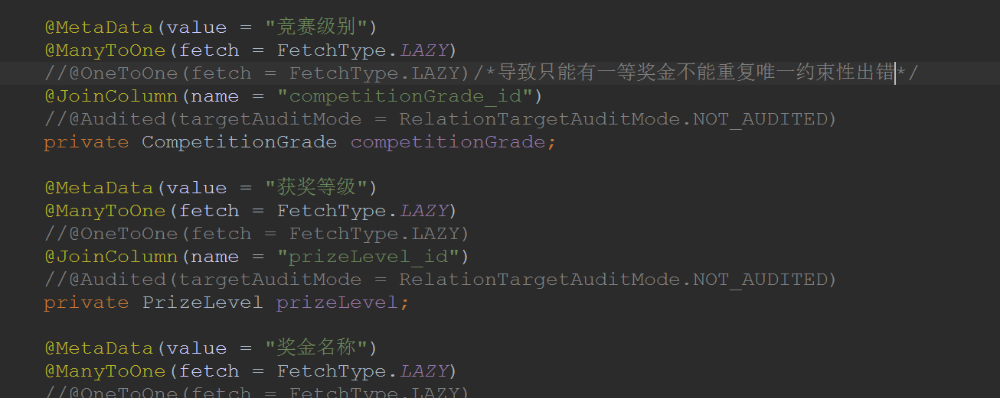 @MetaData(value = "竞赛级别")
@ManyToOne(fetch = FetchType.LAZY)
//@OneToOne(fetch = FetchType.LAZY)/*导致只能有一等奖金不能重复唯一约束性出错*/
@JoinColumn(name = "competitionGrade_id")
//@Audited(targetAuditMode = RelationTargetAuditMode.NOT_AUDITED)
private CompetitionGrade competitionGrade;
@MetaData(value = "获奖等级")
@ManyToOne(fetch = FetchType.LAZY)
//@OneToOne(fetch = FetchType.LAZY)
@JoinColumn(name = "prizeLevel_id")
//@Audited(targetAuditMode = RelationTargetAuditMode.NOT_AUDITED)
private PrizeLevel prizeLevel;
@MetaData(value = "奖金名称")
@ManyToOne(fetch = FetchType.LAZY)
//@OneToOne(fetch = FetchType.LAZY)